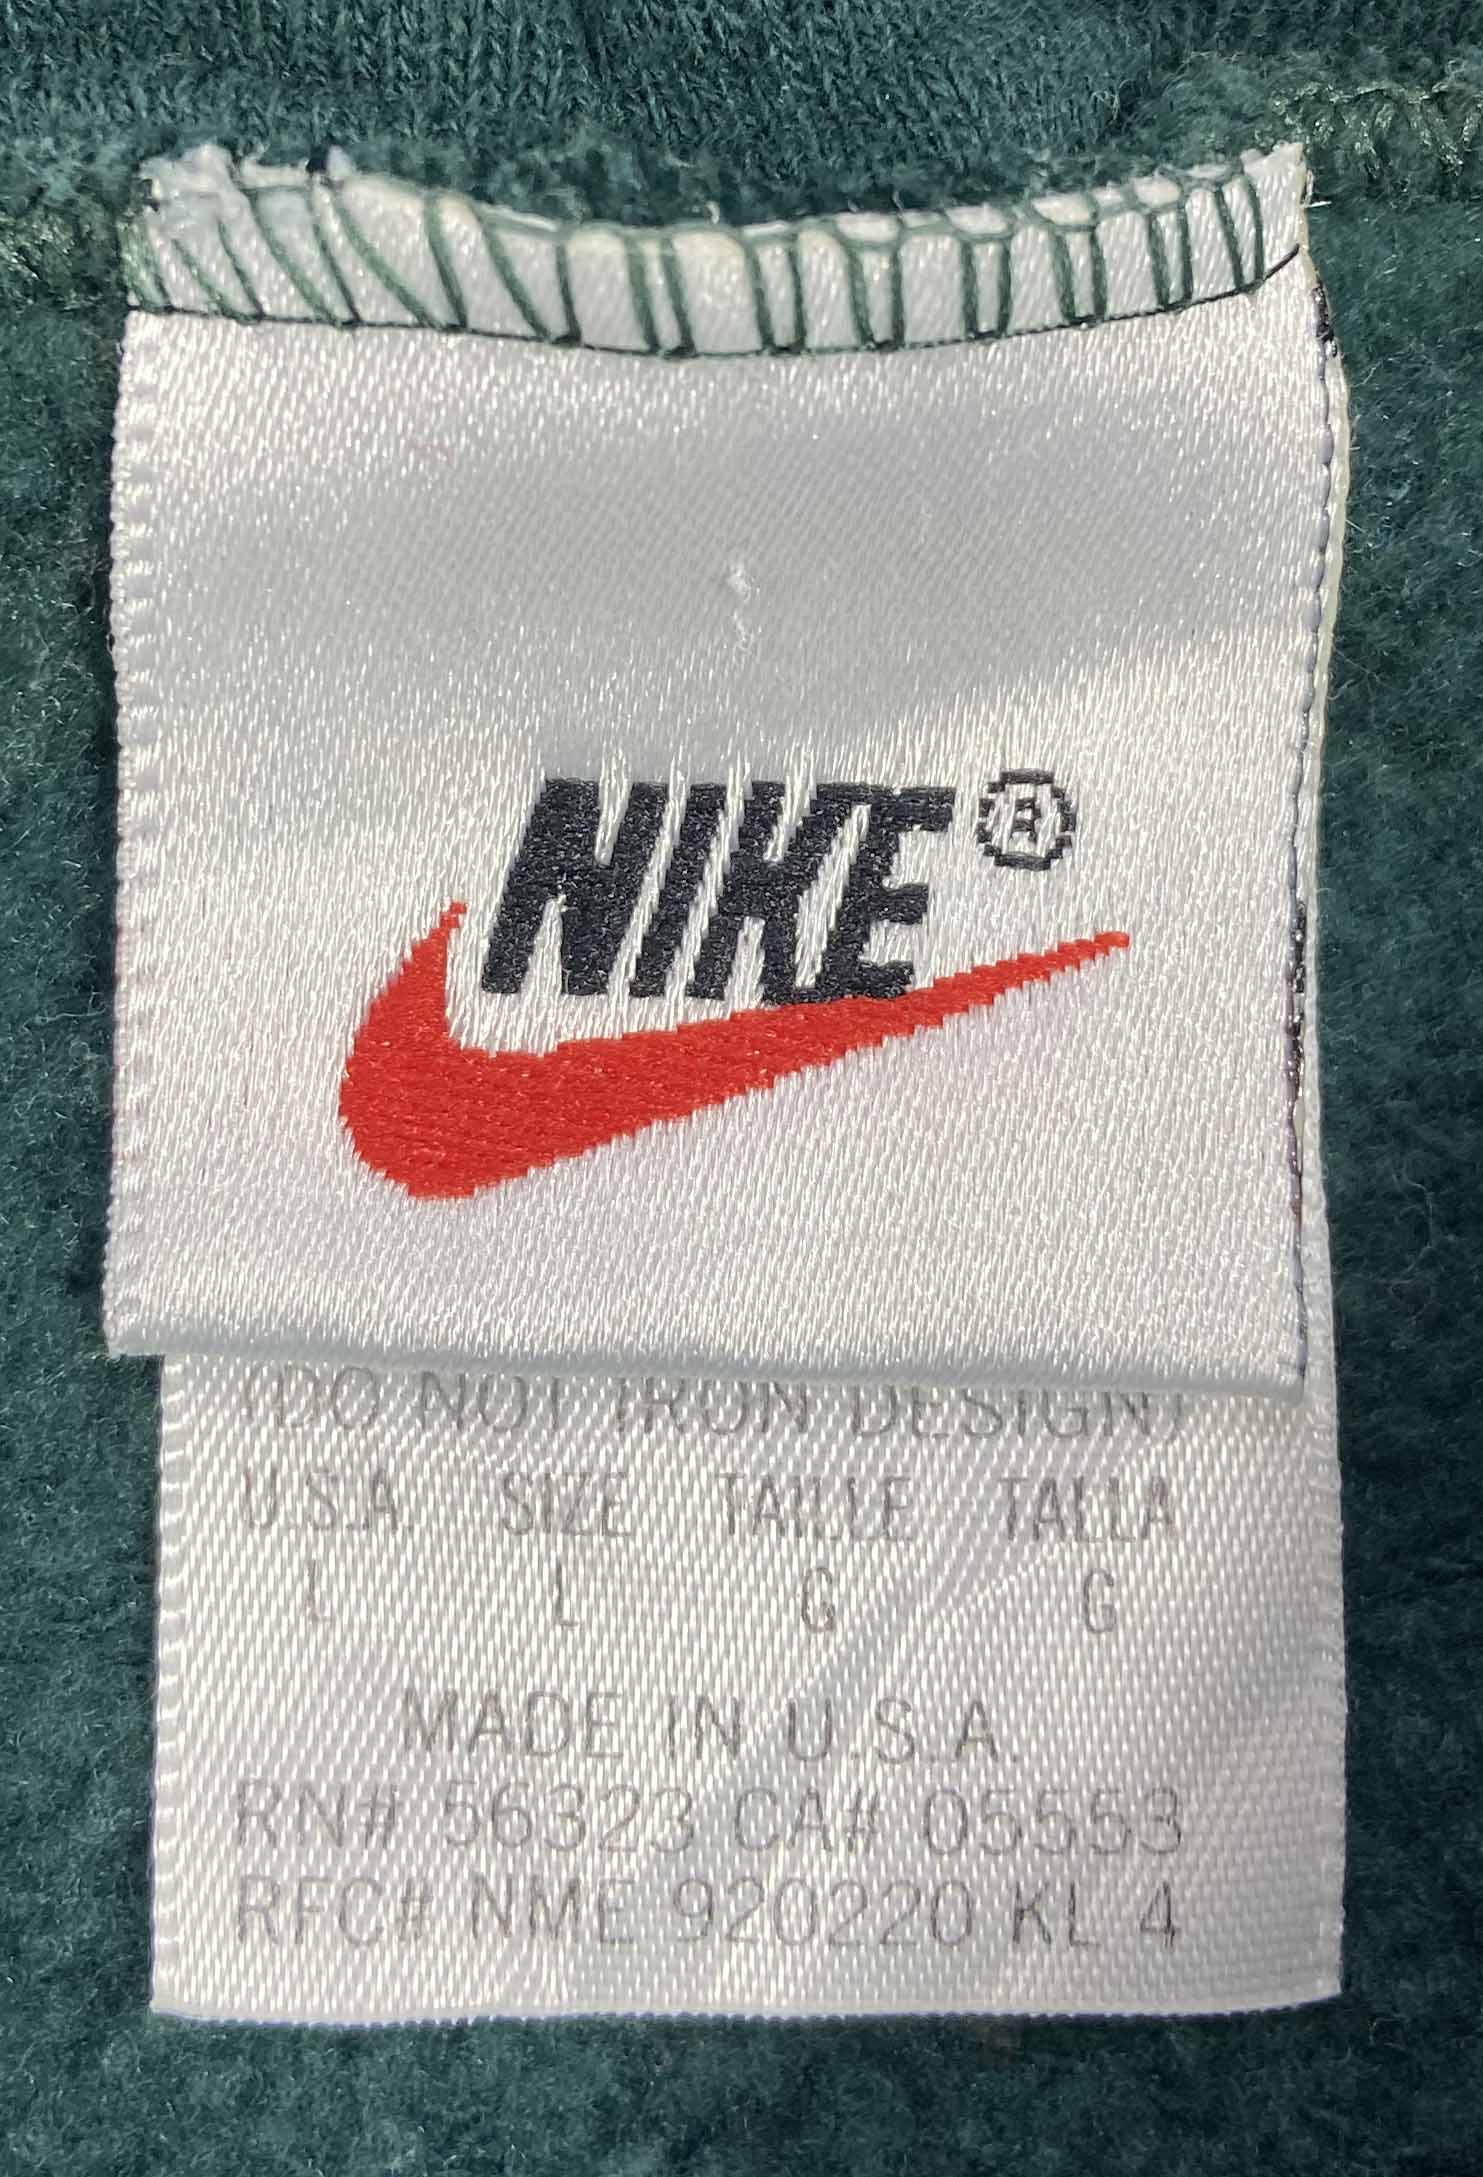 NIKE®
(DO NOT IRON DESIGN)
U.S.A. SIZE TAILLE TALLA
L L G G
MADE IN U.S.A.
RN# 56323 CA# 05553
RFC# NME 920220 KL 4